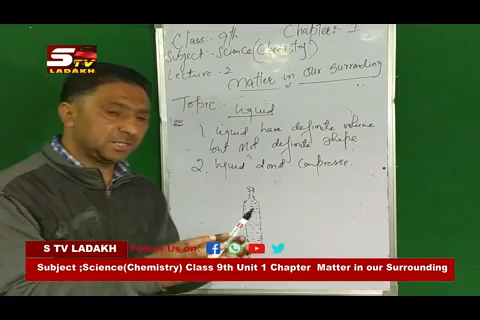 STV
LADAKH
Class:- 9th Chapter:- 1
Subject:- Science(Chemistry)
Lecture:-2
Matter in our surrounding
Topic:- Liquid
1. Liquid have definite volume
but not definite shape
2. Liquid dond Comprosse.
S TV LADAKH Follow Us on:
Subject ;Science(Chemistry) Class 9th Unit 1 Chapter Matter in our Surrounding